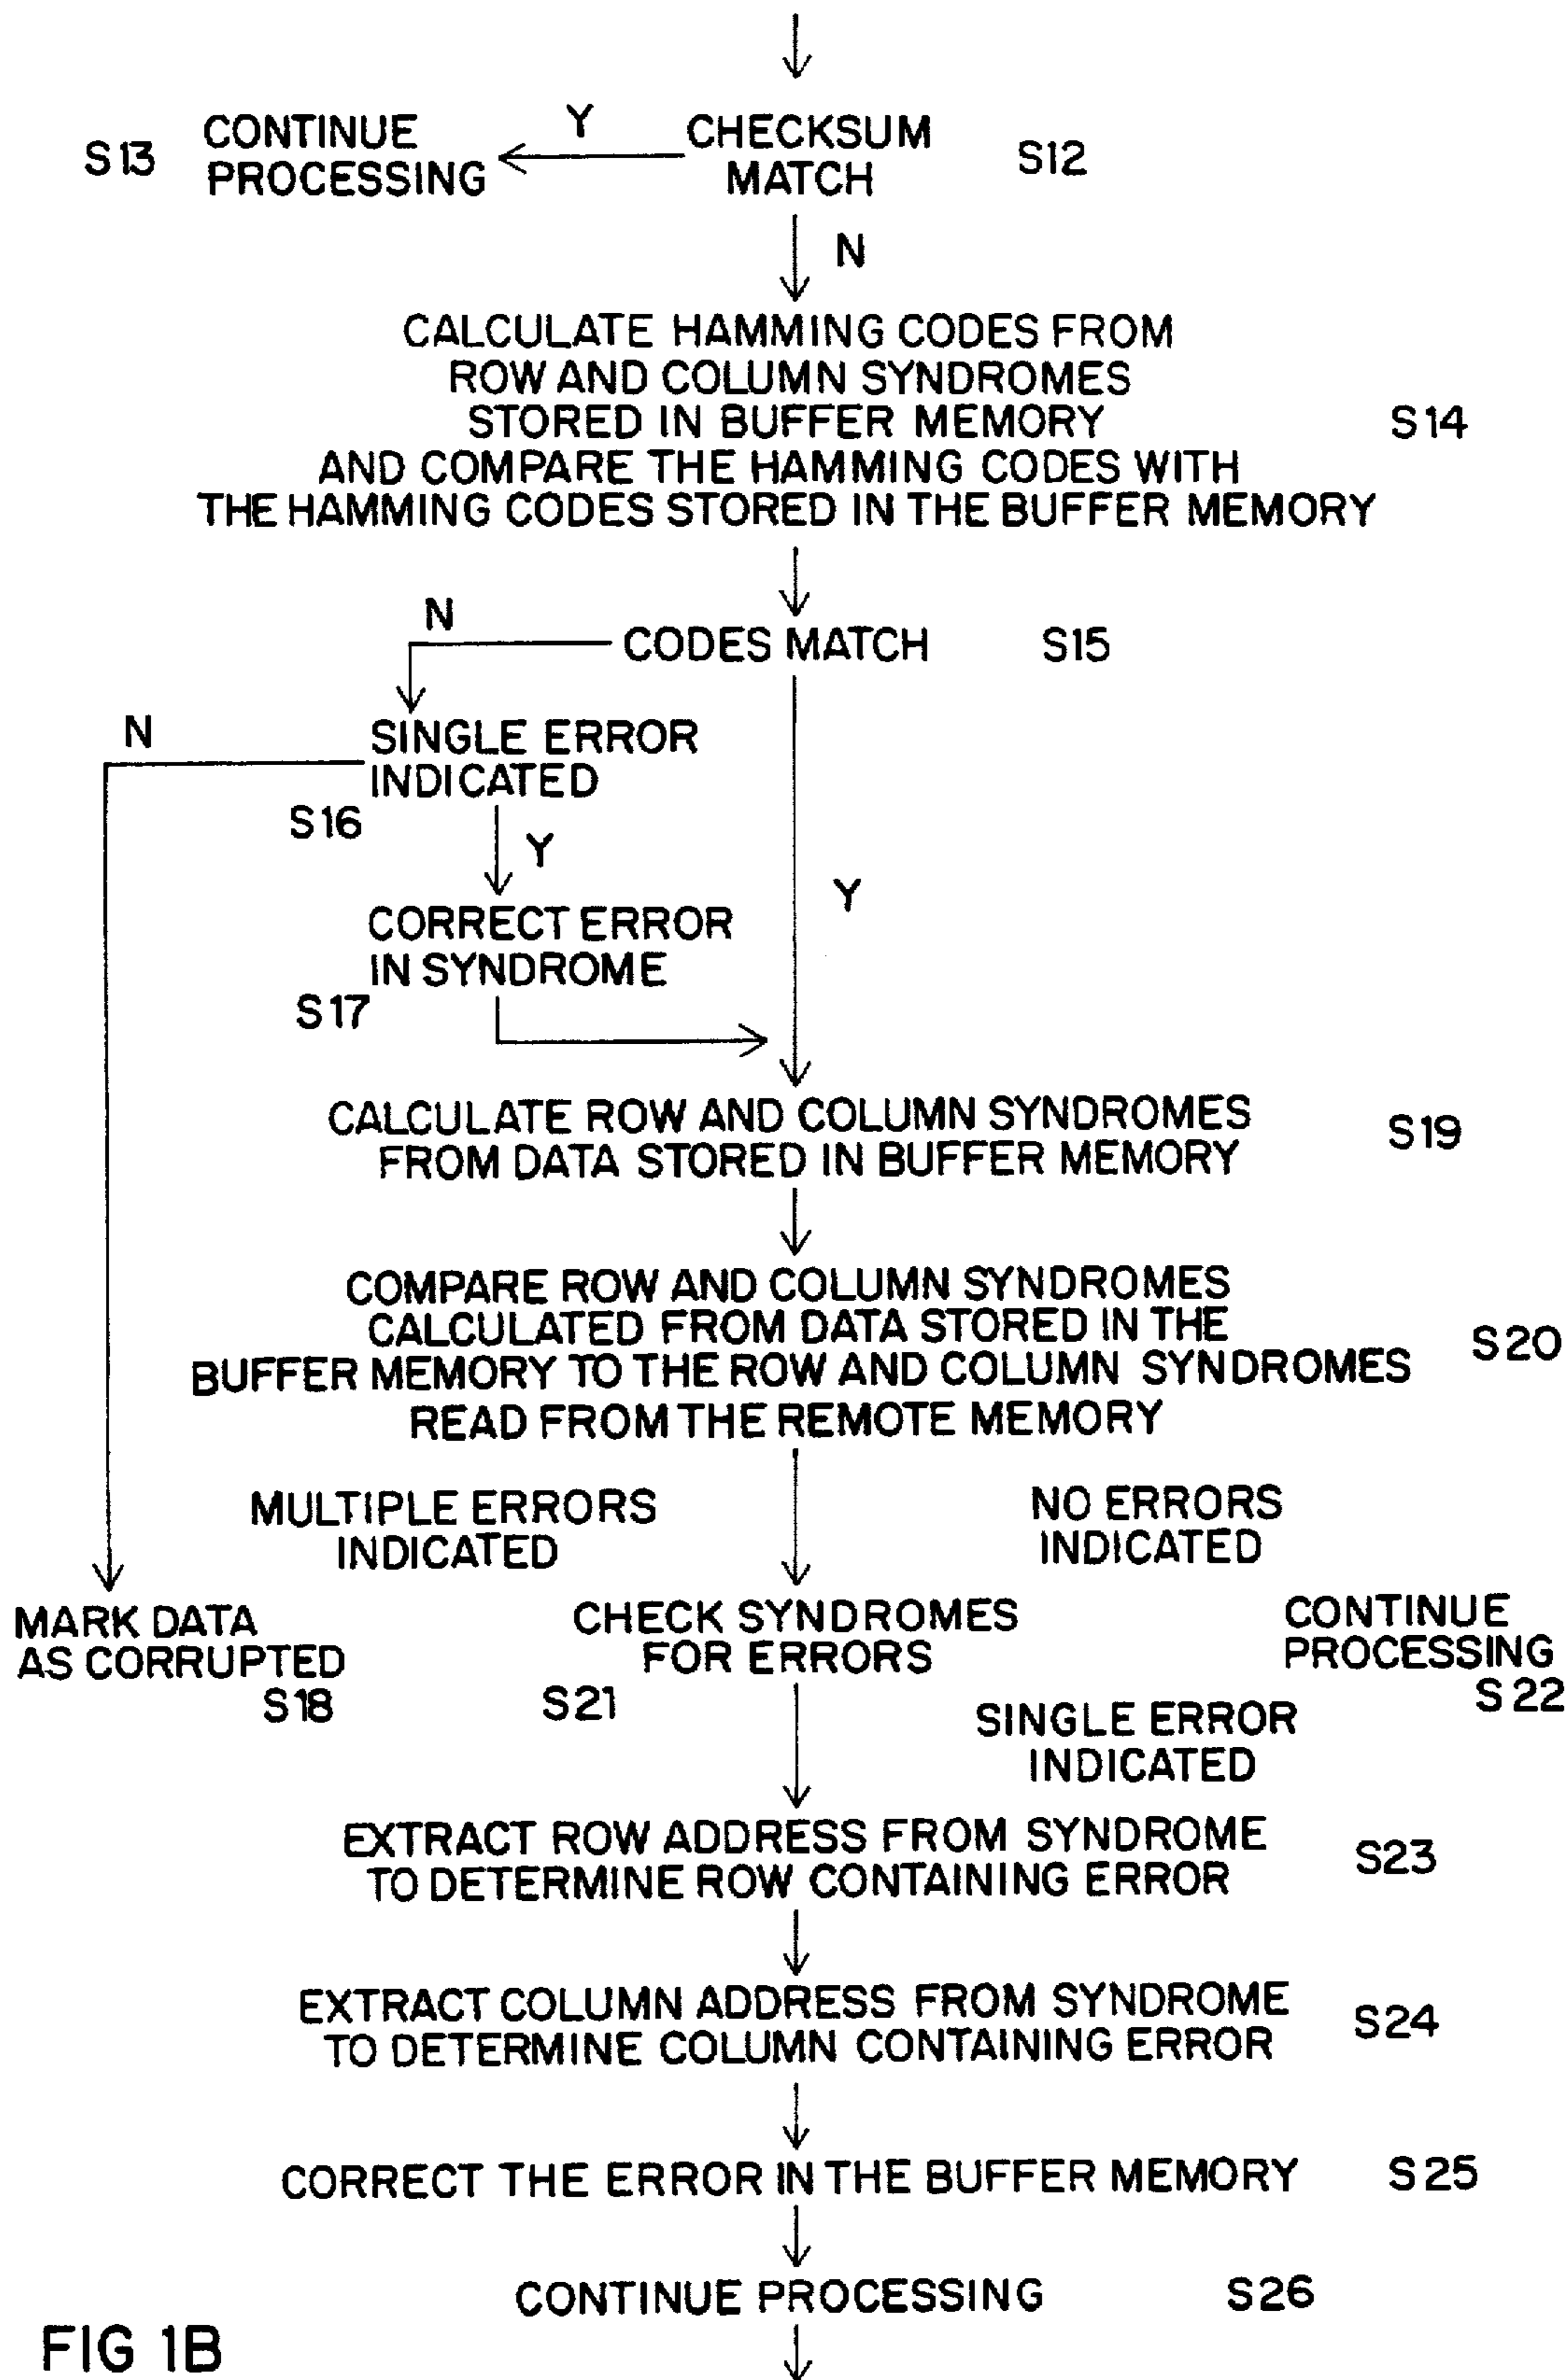 S13
CONTINUE
PROCESSING
Y
CHECKSUM
MATCH
S12
N
CALCULATE HAMMING CODES FROM
ROW AND COLUMN SYNDROMES
STORED IN BUFFER MEMORY
AND COMPARE THE HAMMING CODES WITH
THE HAMMING CODES STORED IN THE BUFFER MEMORY
S14
N
CODES MATCH
S15
N
SINGLE ERROR
INDICATED
S16
Y
Y
CORRECT ERROR
IN SYNDROME
S17
CALCULATE ROW AND COLUMN SYNDROMES
FROM DATA STORED IN BUFFER MEMORY
S19
COMPARE ROW AND COLUMN SYNDROMES
CALCULATED FROM DATA STORED IN THE
BUFFER MEMORY TO THE ROW AND COLUMN SYNDROMES
READ FROM THE REMOTE MEMORY
S20
MULTIPLE ERRORS
INDICATED
NO ERRORS
INDICATED
MARK DATA
AS CORRUPTED
S18
CHECK SYNDROMES
FOR ERRORS
S21
CONTINUE
PROCESSING
S22
SINGLE ERROR
INDICATED
EXTRACT ROW ADDRESS FROM SYNDROME
TO DETERMINE ROW CONTAINING ERROR
S23
EXTRACT COLUMN ADDRESS FROM SYNDROME
TO DETERMINE COLUMN CONTAINING ERROR
S24
CORRECT THE ERROR IN THE BUFFER MEMORY
S25
CONTINUE PROCESSING
S26
FIG 1B